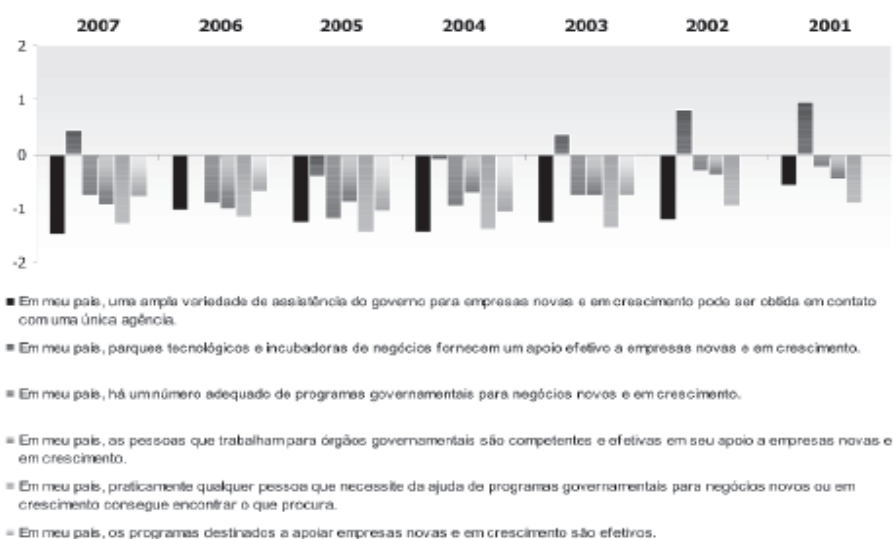 2007 2006 2005 2004 2003 2002 2001
2
1
0
-1
-2
Em meu país, uma ampla variedade de assistência do governo para empresas novas e em crescimento pode ser obtida em contato
com uma única agência.
Em meu país, parques tecnológicos e incubadoras de negócios fornecem um apoio efetivo a empresas novas e em crescimento.
Em meu país, há um número adequado de programas governamentais para negócios novos e em crescimento.
Em meu país, as pessoas que trabalham para órgãos governamentais são competentes e efetivas em seu apoio a empresas novas e
em crescimento.
Em meu país, praticamente qualquer pessoa que necessite da ajuda de programas governamentais para negócios novos ou em
crescimento consegue encontrar o que procura.
Em meu país, os programas destinados a apoiar empresas novas e em crescimento são efetivos.